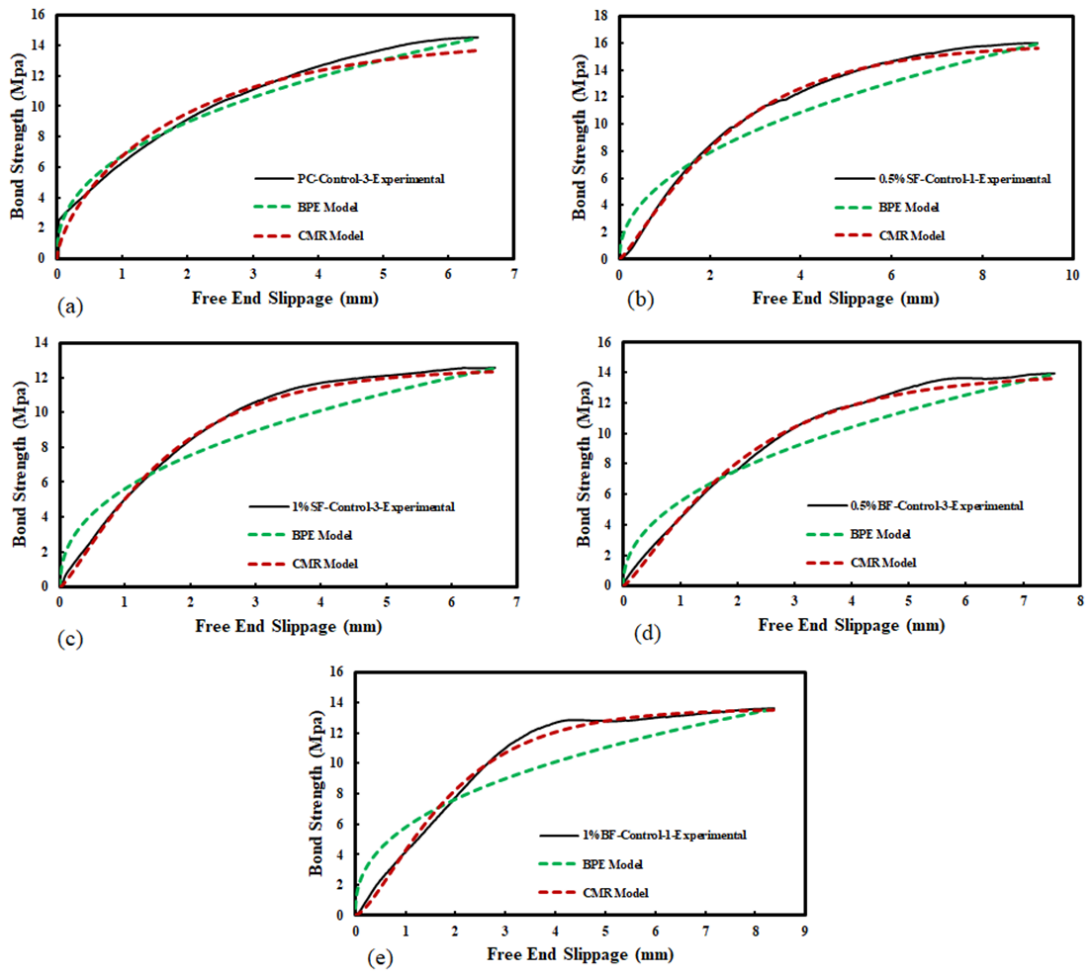 16
14
12
10
8
6
4
2
0
Bond Strength (Mpa)
PC-Control-3-Experimental
BPE Model
CMR Model
0 1 2 3 4 5 6 7
Free End Slippage (mm)
(a)
18
16
14
12
10
8
6
4
2
0
Bond Strength (Mpa)
0.5%SF-Control-1-Experimental
BPE Model
CMR Model
0 2 4 6 8 10
Free End Slippage (mm)
(b)
14
12
10
8
6
4
2
0
Bond Strength (Mpa)
1%SF-Control-3-Experimental
BPE Model
CMR Model
0 1 2 3 4 5 6 7
Free End Slippage (mm)
(c)
16
14
12
10
8
6
4
2
0
Bond Strength (Mpa)
0.5%BF-Control-3-Experimental
BPE Model
CMR Model
0 1 2 3 4 5 6 7 8
Free End Slippage (mm)
(d)
16
14
12
10
8
6
4
2
0
Bond Strength (Mpa)
1%BF-Control-1-Experimental
BPE Model
CMR Model
0 1 2 3 4 5 6 7 8 9
Free End Slippage (mm)
(e)